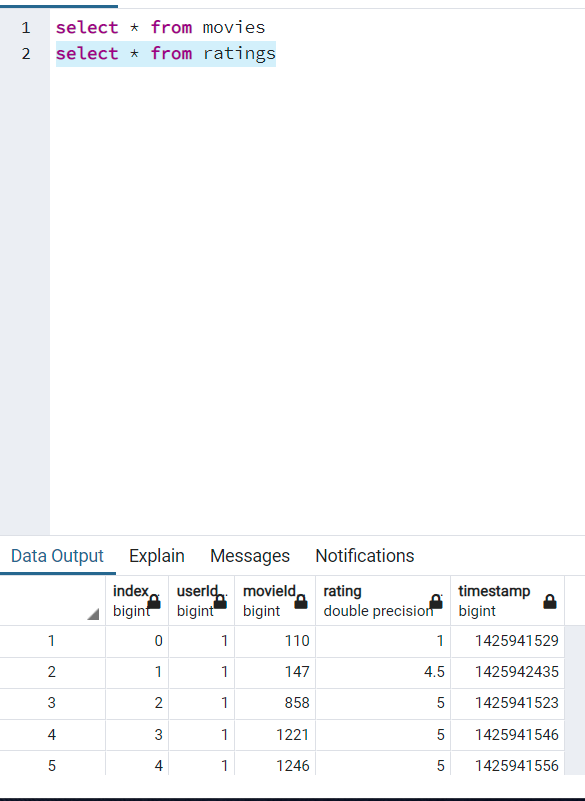 1 select * from movies
2 select * from ratings
Data Output Explain Messages Notifications
index userId movieId rating timestamp
bigint bigint bigint double precision bigint
1 0 1 110 1 1425941529
2 1 1 147 4.5 1425942435
3 2 1 858 5 1425941523
4 3 1 1221 5 1425941546
5 4 1 1246 5 1425941556